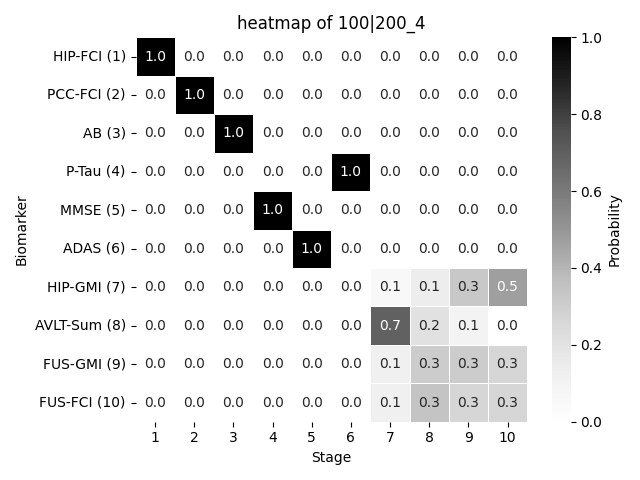 heatmap of 100|200_4
HIP-FCI (1) 1.0 0.0 0.0 0.0 0.0 0.0 0.0 0.0 0.0 0.0
PCC-FCI (2) 0.0 1.0 0.0 0.0 0.0 0.0 0.0 0.0 0.0 0.0
AB (3) 0.0 0.0 1.0 0.0 0.0 0.0 0.0 0.0 0.0 0.0
P-Tau (4) 0.0 0.0 0.0 0.0 0.0 1.0 0.0 0.0 0.0 0.0
MMSE (5) 0.0 0.0 0.0 1.0 0.0 0.0 0.0 0.0 0.0 0.0
ADAS (6) 0.0 0.0 0.0 0.0 1.0 0.0 0.0 0.0 0.0 0.0
HIP-GMI (7) 0.0 0.0 0.0 0.0 0.0 0.0 0.1 0.1 0.3 0.5
AVLT-Sum (8) 0.0 0.0 0.0 0.0 0.0 0.0 0.7 0.2 0.1 0.0
FUS-GMI (9) 0.0 0.0 0.0 0.0 0.0 0.0 0.1 0.3 0.3 0.3
FUS-FCI (10) 0.0 0.0 0.0 0.0 0.0 0.0 0.1 0.3 0.3 0.3
1 2 3 4 5 6 7 8 9 10
Stage
Biomarker
1.0
0.8
0.6
0.4
0.2
0.0
Probability